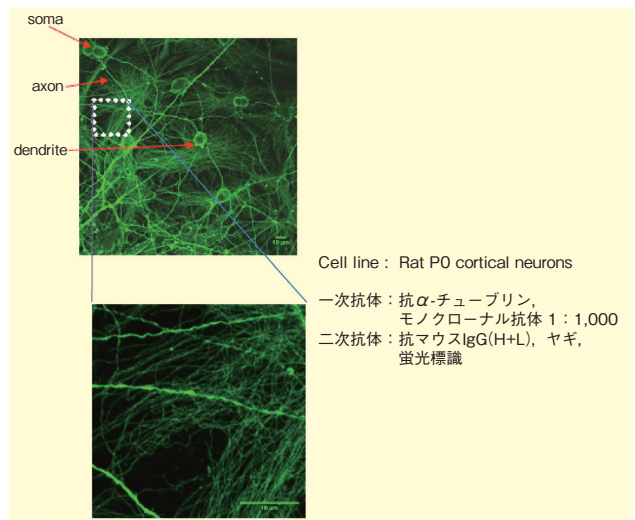 soma
axon
dendrite
10 μm
Cell line : Rat P0 cortical neurons
一次抗体：抗α-チューブリン,
モノクローナル抗体 1：1,000
二次抗体：抗マウスIgG(H+L), ヤギ,
蛍光標識
10 μm